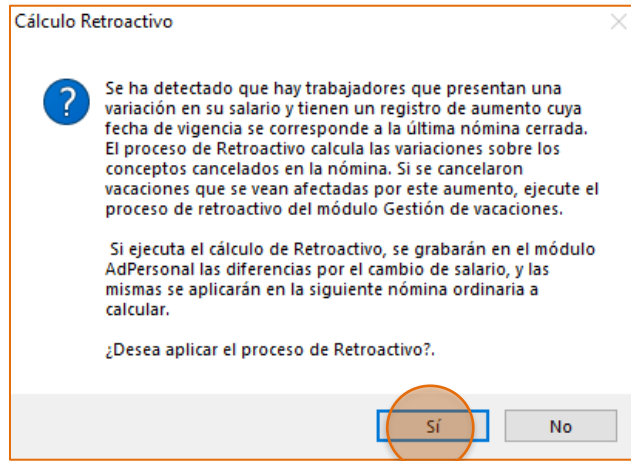 Cálculo Retroactivo
Se ha detectado que hay trabajadores que presentan una
variación en su salario y tienen un registro de aumento cuya
fecha de vigencia se corresponde a la última nómina cerrada.
El proceso de Retroactivo calcula las variaciones sobre los
conceptos cancelados en la nómina. Si se cancelaron
vacaciones que se vean afectadas por este aumento, ejecute el
proceso de retroactivo del módulo Gestión de vacaciones.
Si ejecuta el cálculo de Retroactivo, se grabarán en el módulo
AdPersonal las diferencias por el cambio de salario, y las
mismas se aplicarán en la siguiente nómina ordinaria a
calcular.
¿Desea aplicar el proceso de Retroactivo?.
Sí No